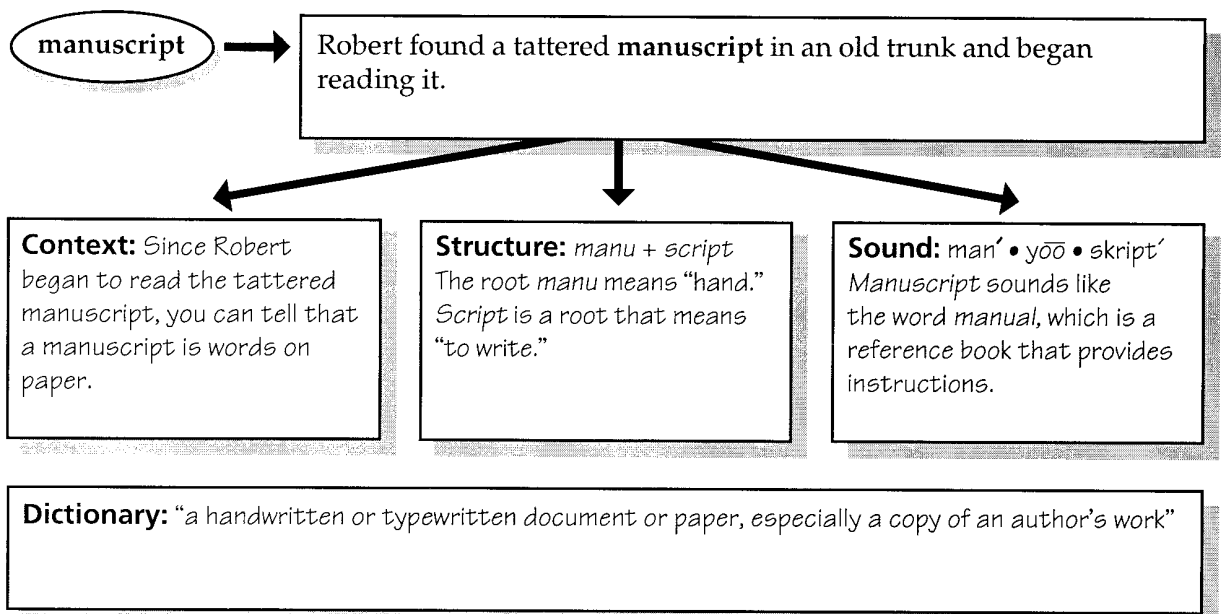 manuscript
Robert found a tattered manuscript in an old trunk and began
reading it.
Context: Since Robert
began to read the tattered
manuscript, you can tell that
a manuscript is words on
paper.
Structure: manu + script
The root manu means “hand.”
Script is a root that means
“to write.”
Sound: man′ • yo͞o • skript′
Manuscript sounds like
the word manual, which is a
reference book that provides
instructions.
Dictionary: “a handwritten or typewritten document or paper, especially a copy of an author’s work”